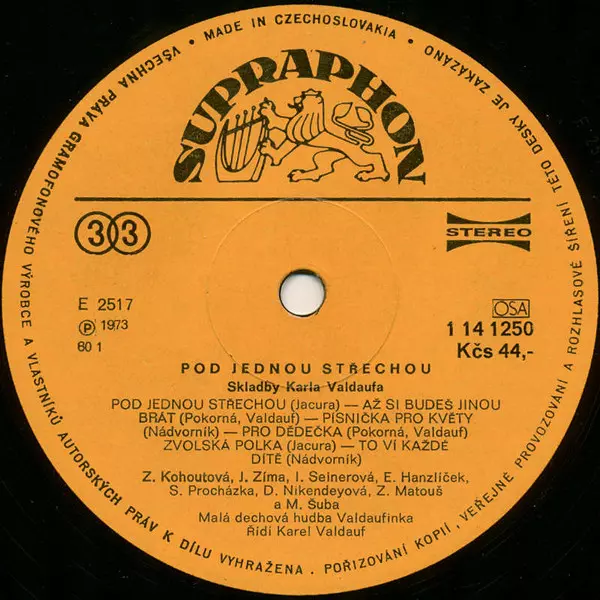 VŠECHNA PRÁVA GRAMOFONOVÉHO VÝROBCE A VLASTNÍKŮ AUTORSKÝCH PRÁV K DÍLU VYHRAŽENA . POŘIZOVÁNÍ KOPIÍ, VEŘEJNÉ PROVOZOVÁNÍ A ROZHLASOVÉ ŠÍŘENÍ TÉTO DESKY JE ZAKÁZÁNO • MADE IN CZECHOSLOVAKIA •
SUPRAPHON
33
STEREO
E 2517
Ⓟ 1973
60 1
OSA
1 14 1250
Kčs 44,-
POD JEDNOU STŘECHOU
Skladby Karla Valdaufa
POD JEDNOU STŘECHOU (Jacura) — AŽ SI BUDEŠ JINOU
BRÁT (Pokorná, Valdauf) — PÍSNIČKA PRO KVĚTY
(Nádvorník) — PRO DĚDEČKA (Pokorná, Valdauf)
ZVOLSKÁ POLKA (Jacura) — TO VÍ KAŽDÉ
DÍTĚ (Nádvorník)
Z. Kohoutová, J. Zíma, I. Selnerová, E. Hanzlíček,
S. Procházka, D. Nikendeyová, Z. Matouš
a M. Šuba
Malá dechová hudba Valdaufinka
Řídí Karel Valdauf